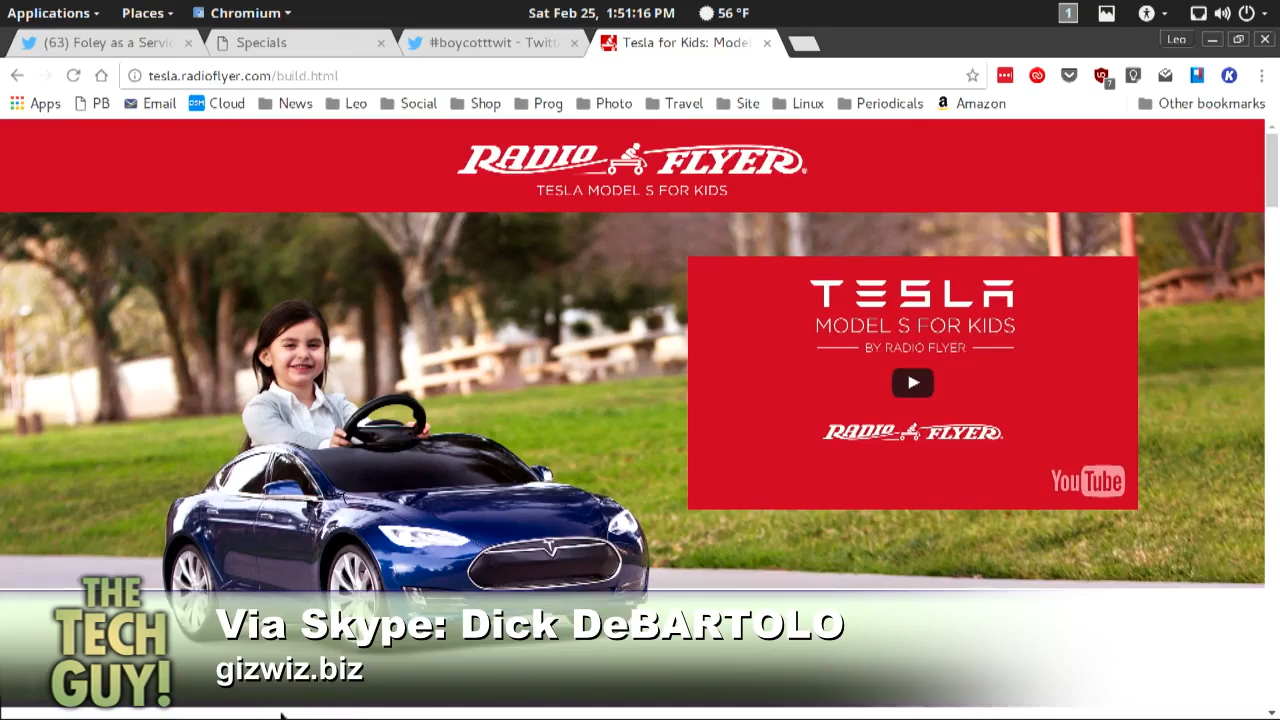 Applications Places Chromium Sat Feb 25, 1:51:16 PM 56 °F 1
(63) Foley as a Servic Specials #boycotttwit - Twitt Tesla for Kids: Model Leo
tesla.radioflyer.com/build.html 7
Apps PB Email DSM Cloud News Leo Social Shop Prog Photo Travel Site Linux Periodicals Amazon Other bookmarks
RADIO FLYER
TESLA MODEL S FOR KIDS
TESLA
MODEL S FOR KIDS
BY RADIO FLYER
RADIO FLYER
YouTube
THE
TECH
GUY!
Via Skype: Dick DeBARTOLO
gizwiz.biz